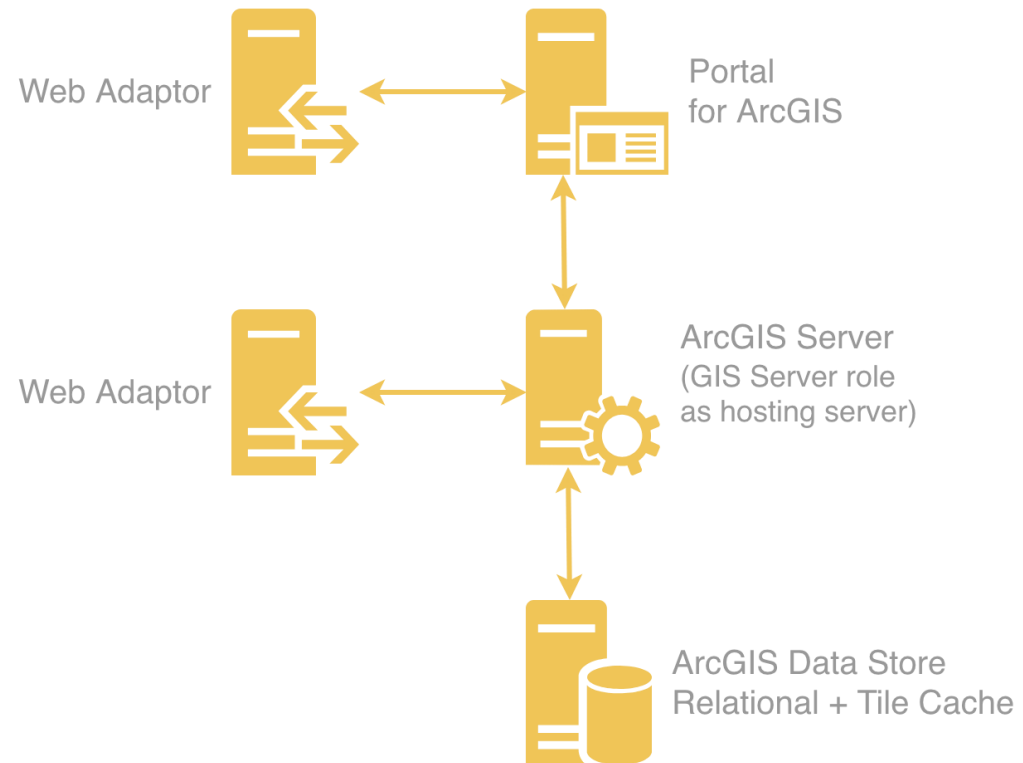 Web Adaptor
Portal
for ArcGIS
Web Adaptor
ArcGIS Server
(GIS Server role
as hosting server)
ArcGIS Data Store
Relational + Tile Cache